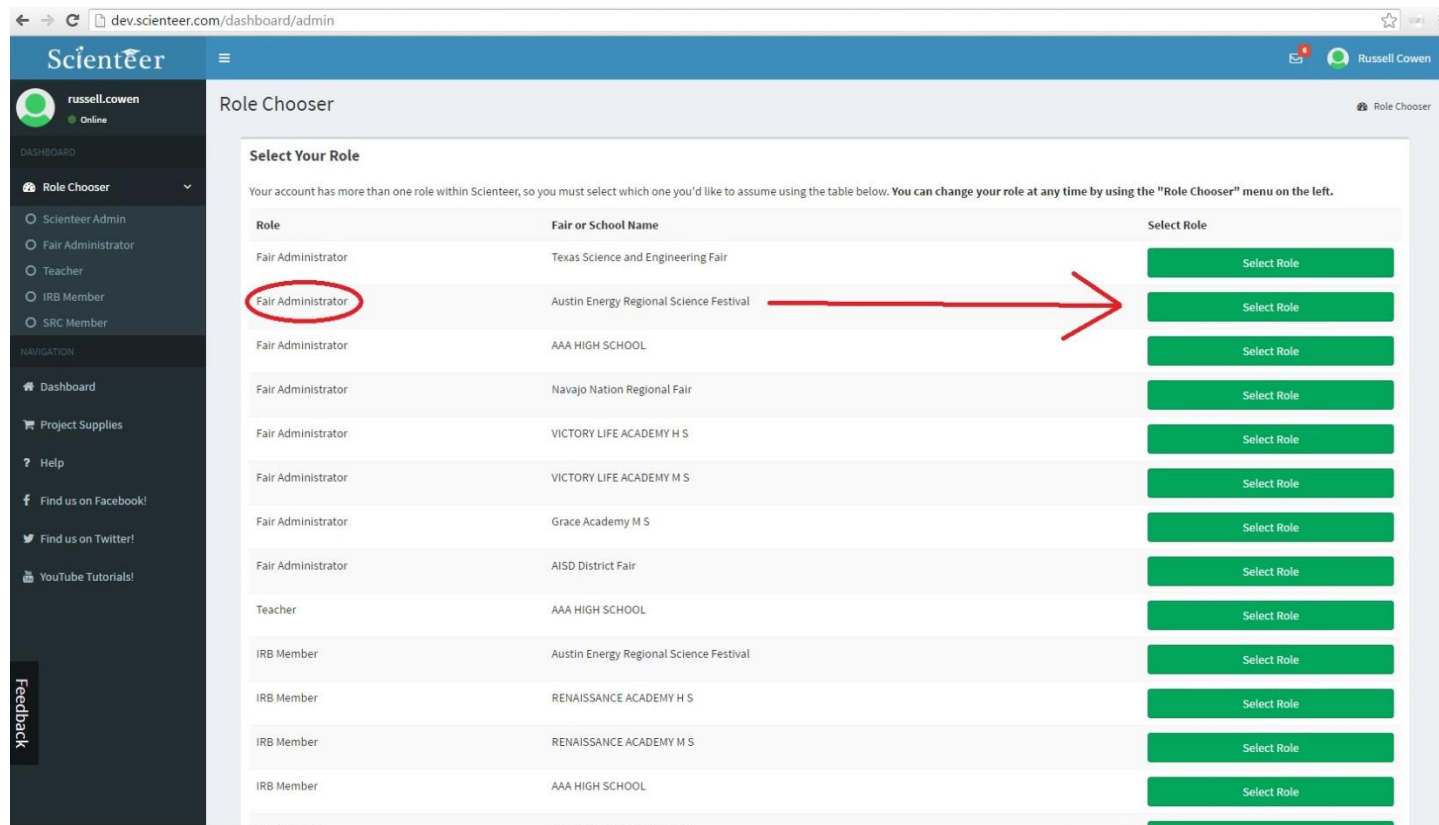 dev.scienteer.com/dashboard/admin
Scienteer
6
Russell Cowen
russell.cowen
Online
Role Chooser
Role Chooser
DASHBOARD
Role Chooser
Scienteer Admin
Fair Administrator
Teacher
IRB Member
SRC Member
NAVIGATION
Dashboard
Project Supplies
? Help
Find us on Facebook!
Find us on Twitter!
YouTube Tutorials!
Feedback
Select Your Role
Your account has more than one role within Scienteer, so you must select which one you'd like to assume using the table below. You can change your role at any time by using the "Role Chooser" menu on the left.
Role Fair or School Name Select Role
Fair Administrator Texas Science and Engineering Fair Select Role
Fair Administrator Austin Energy Regional Science Festival Select Role
Fair Administrator AAA HIGH SCHOOL Select Role
Fair Administrator Navajo Nation Regional Fair Select Role
Fair Administrator VICTORY LIFE ACADEMY H S Select Role
Fair Administrator VICTORY LIFE ACADEMY M S Select Role
Fair Administrator Grace Academy M S Select Role
Fair Administrator AISD District Fair Select Role
Teacher AAA HIGH SCHOOL Select Role
IRB Member Austin Energy Regional Science Festival Select Role
IRB Member RENAISSANCE ACADEMY H S Select Role
IRB Member RENAISSANCE ACADEMY M S Select Role
IRB Member AAA HIGH SCHOOL Select Role